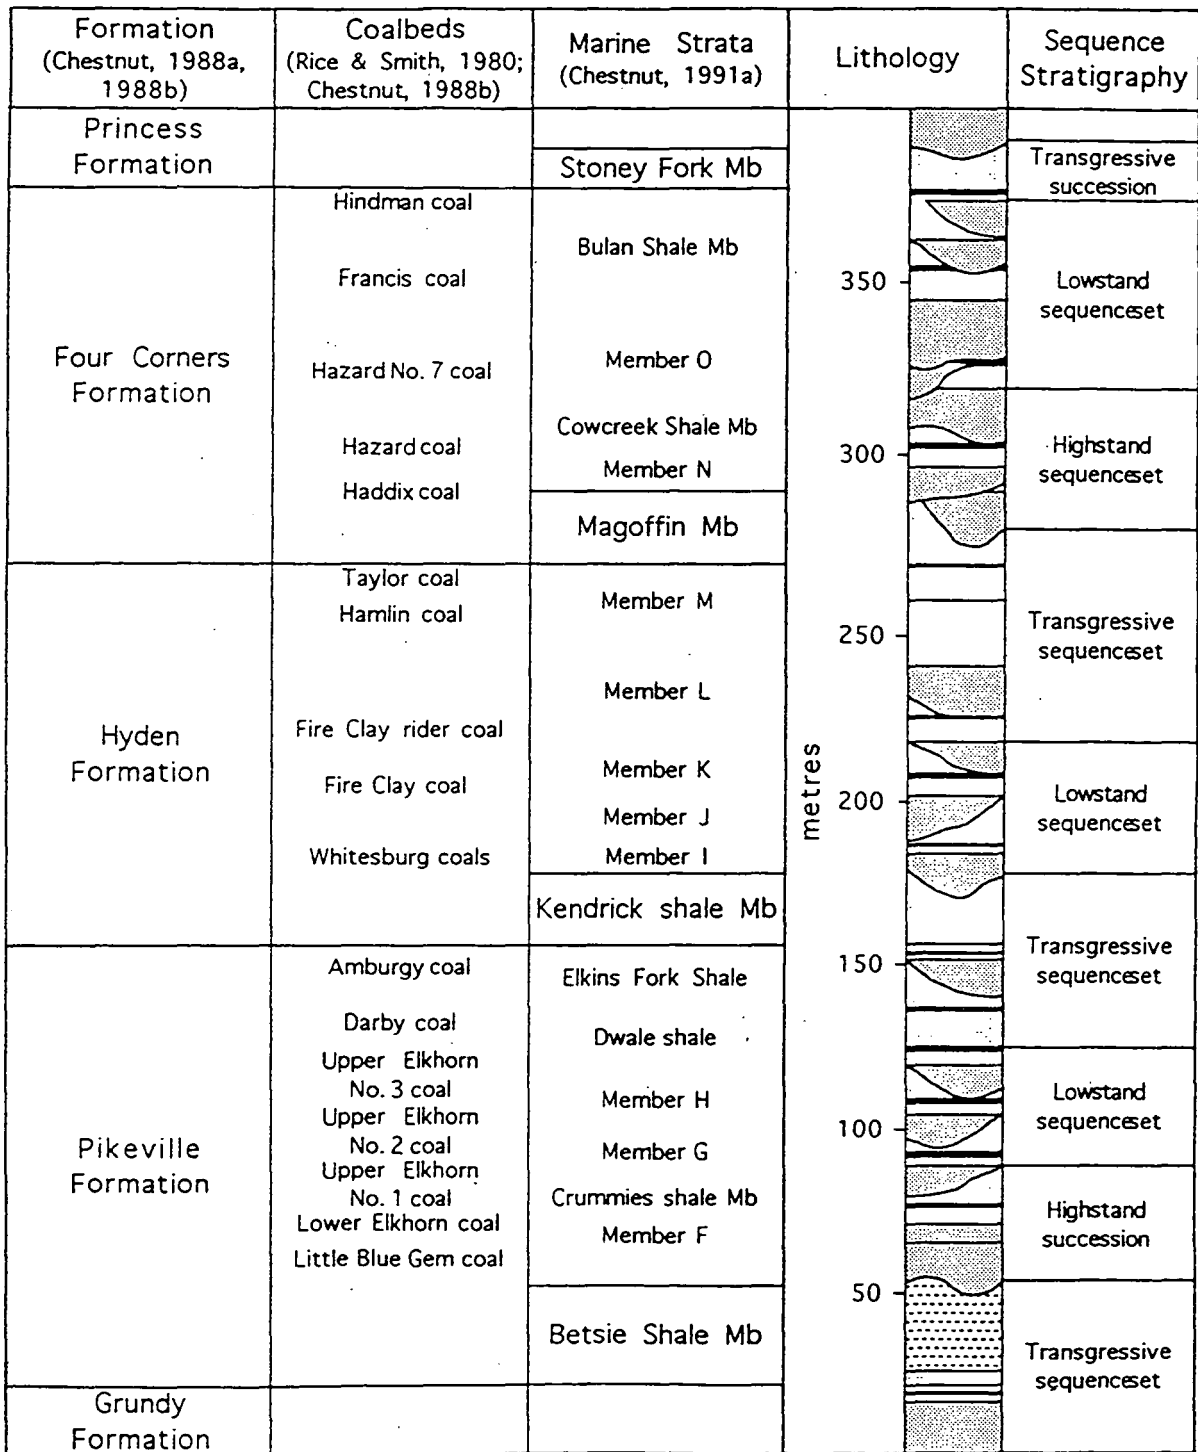 Formation
(Chestnut, 1988a,
1988b)
Coalbeds
(Rice & Smith, 1980;
Chestnut, 1988b)
Marine Strata
(Chestnut, 1991a)
Lithology
Sequence
Stratigraphy
Princess
Formation
Four Corners
Formation
Hyden
Formation
Pikeville
Formation
Grundy
Formation
Hindman coal
Francis coal
Hazard No. 7 coal
Hazard coal
Haddix coal
Taylor coal
Hamlin coal
Fire Clay rider coal
Fire Clay coal
Whitesburg coals
Amburgy coal
Darby coal
Upper Elkhorn
No. 3 coal
Upper Elkhorn
No. 2 coal
Upper Elkhorn
No. 1 coal
Lower Elkhorn coal
Little Blue Gem coal
Stoney Fork Mb
Bulan Shale Mb
Member O
Cowcreek Shale Mb
Member N
Magoffin Mb
Member M
Member L
Member K
Member J
Member I
Kendrick shale Mb
Elkins Fork Shale
Dwale shale
Member H
Member G
Crummies shale Mb
Member F
Betsie Shale Mb
metres
350
300
250
200
150
100
50
Transgressive
succession
Lowstand
sequenceset
Highstand
sequenceset
Transgressive
sequenceset
Lowstand
sequenceset
Transgressive
sequenceset
Lowstand
sequenceset
Highstand
succession
Transgressive
sequenceset